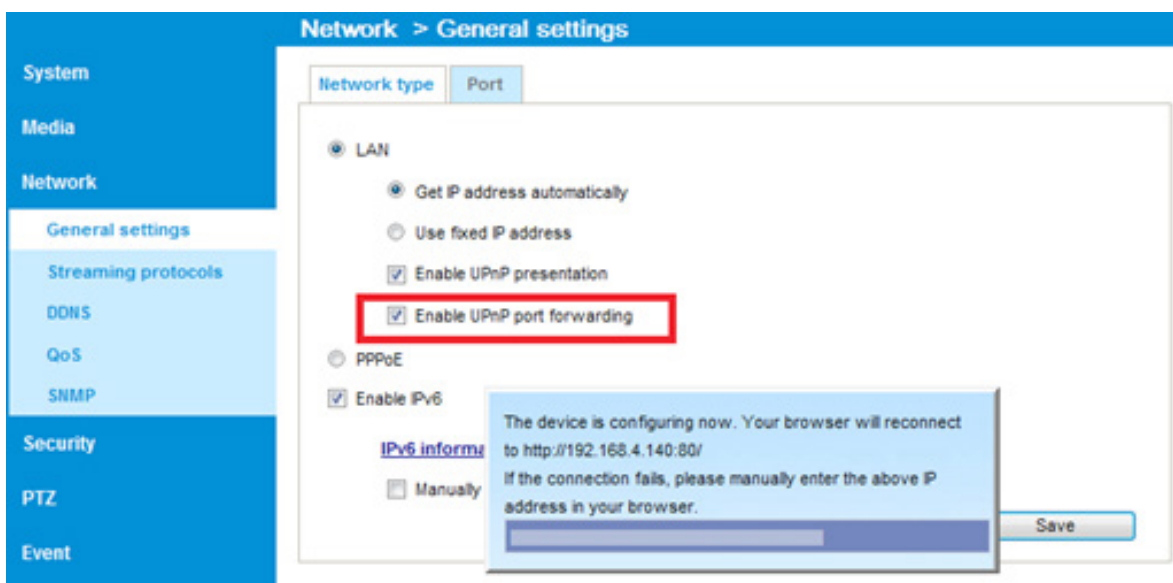 Network > General settings
System
Media
Network
General settings
Streaming protocols
DDNS
QoS
SNMP
Security
PTZ
Event
Network type
Port
LAN
Get IP address automatically
Use fixed IP address
Enable UPnP presentation
Enable UPnP port forwarding
PPPoE
Enable IPv6
IPv6 informa
Manually
The device is configuring now. Your browser will reconnect
to http://192.168.4.140:80/
If the connection fails, please manually enter the above IP
address in your browser.
Save